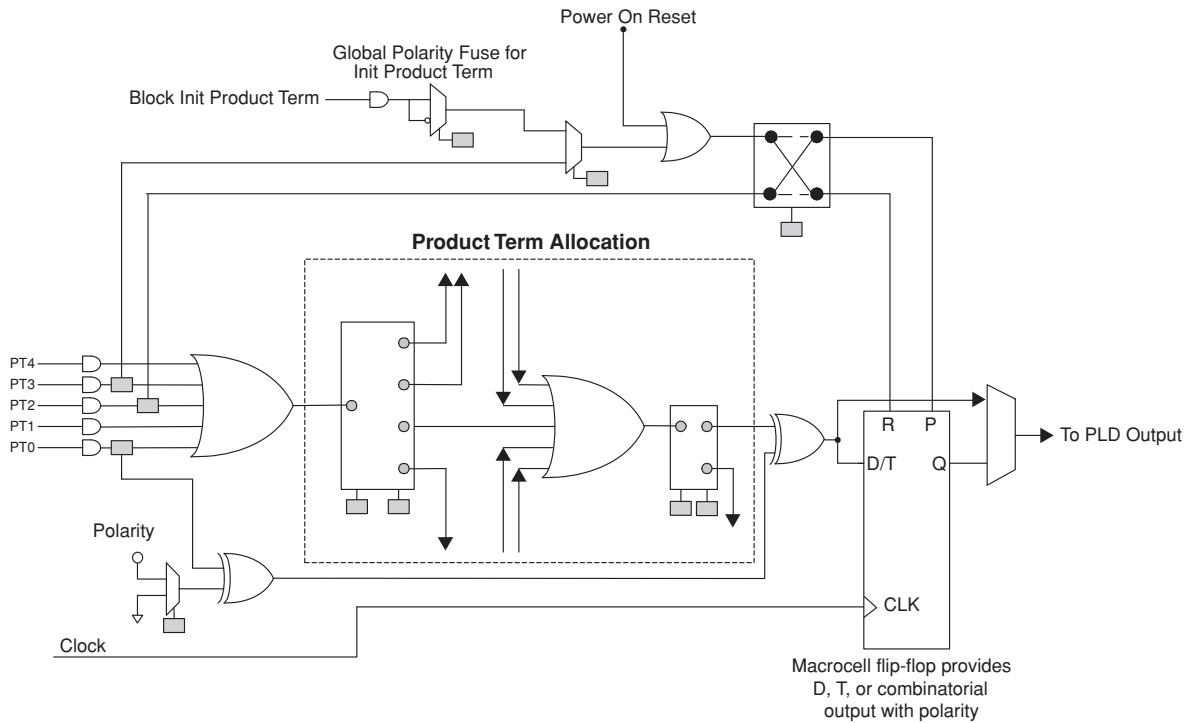 Power On Reset
Global Polarity Fuse for
Init Product Term
Block Init Product Term
Product Term Allocation
PT4
PT3
PT2
PT1
PT0
R
P
To PLD Output
D/T
Q
Polarity
CLK
Clock
Macrocell flip-flop provides
D, T, or combinatorial
output with polarity